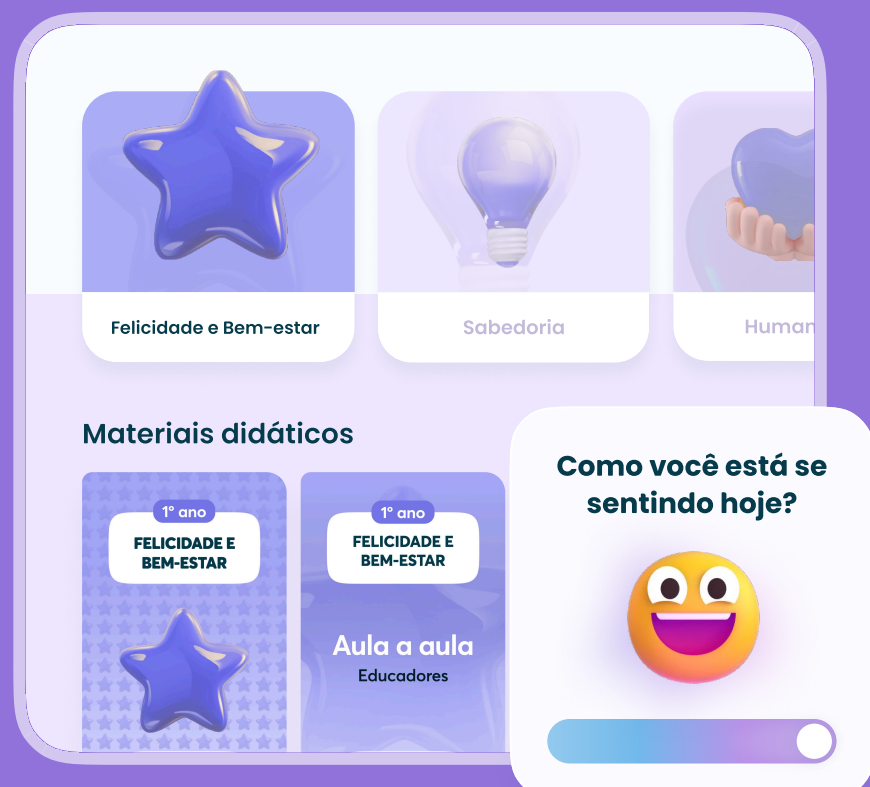 Felicidade e Bem-estar
Sabedoria
Human
Materiais didáticos
1º ano
FELICIDADE E
BEM-ESTAR
1º ano
FELICIDADE E
BEM-ESTAR
Aula a aula
Educadores
Como você está se
sentindo hoje?